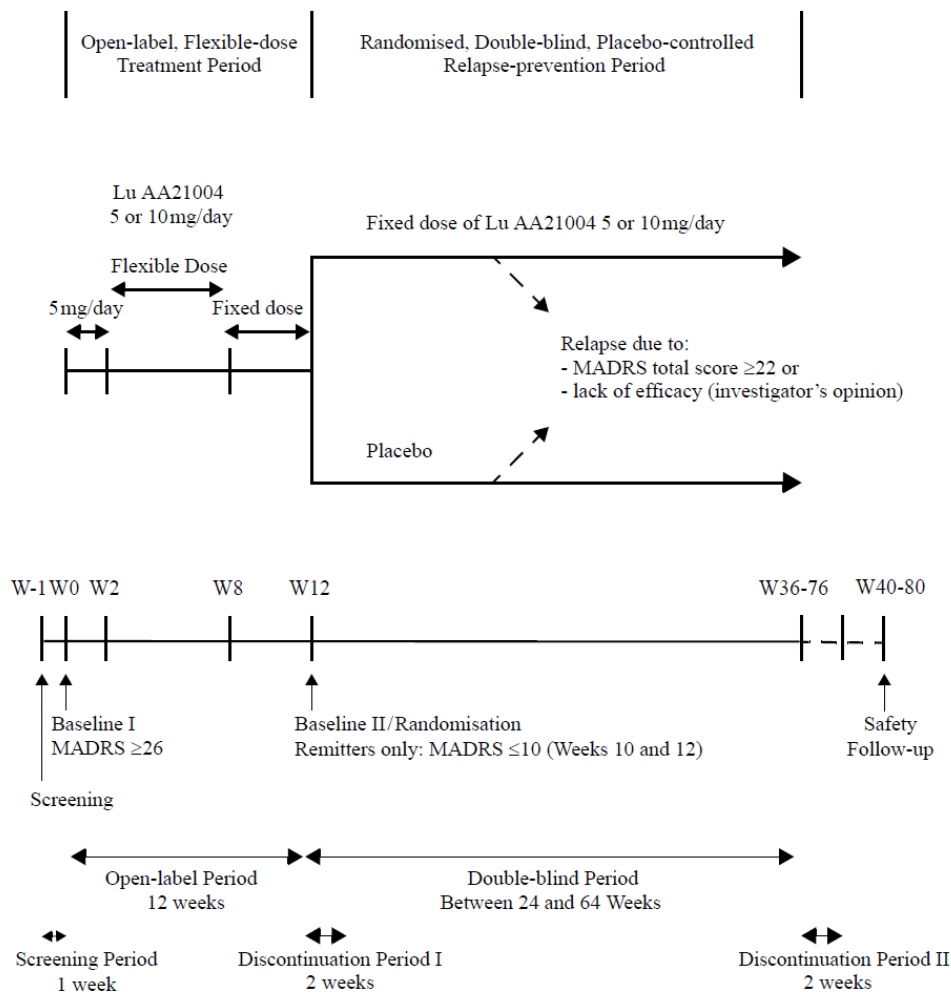 Open-label, Flexible-dose
Treatment Period
Randomised, Double-blind, Placebo-controlled
Relapse-prevention Period
Lu AA21004
5 or 10mg/day
Fixed dose of Lu AA21004 5 or 10mg/day
Flexible Dose
5mg/day
Fixed dose
Relapse due to:
- MADRS total score ≥22 or
- lack of efficacy (investigator's opinion)
Placebo
W-1 W0 W2 W8 W12 W36-76 W40-80
Baseline I
MADRS ≥26
Baseline II/Randomisation
Remitters only: MADRS ≤10 (Weeks 10 and 12)
Safety
Follow-up
Screening
Open-label Period
12 weeks
Double-blind Period
Between 24 and 64 Weeks
Screening Period
1 week
Discontinuation Period I
2 weeks
Discontinuation Period II
2 weeks